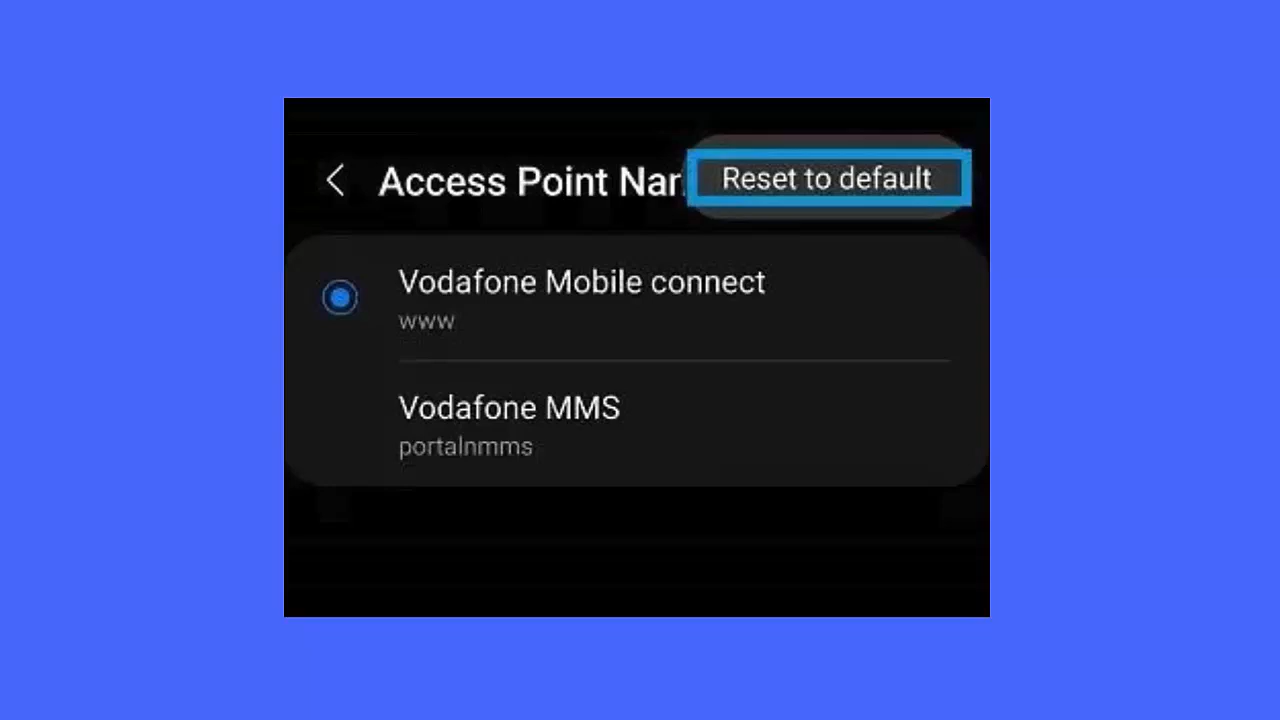 Access Point Nar
Reset to default
Vodafone Mobile connect
www
Vodafone MMS
portalnmms